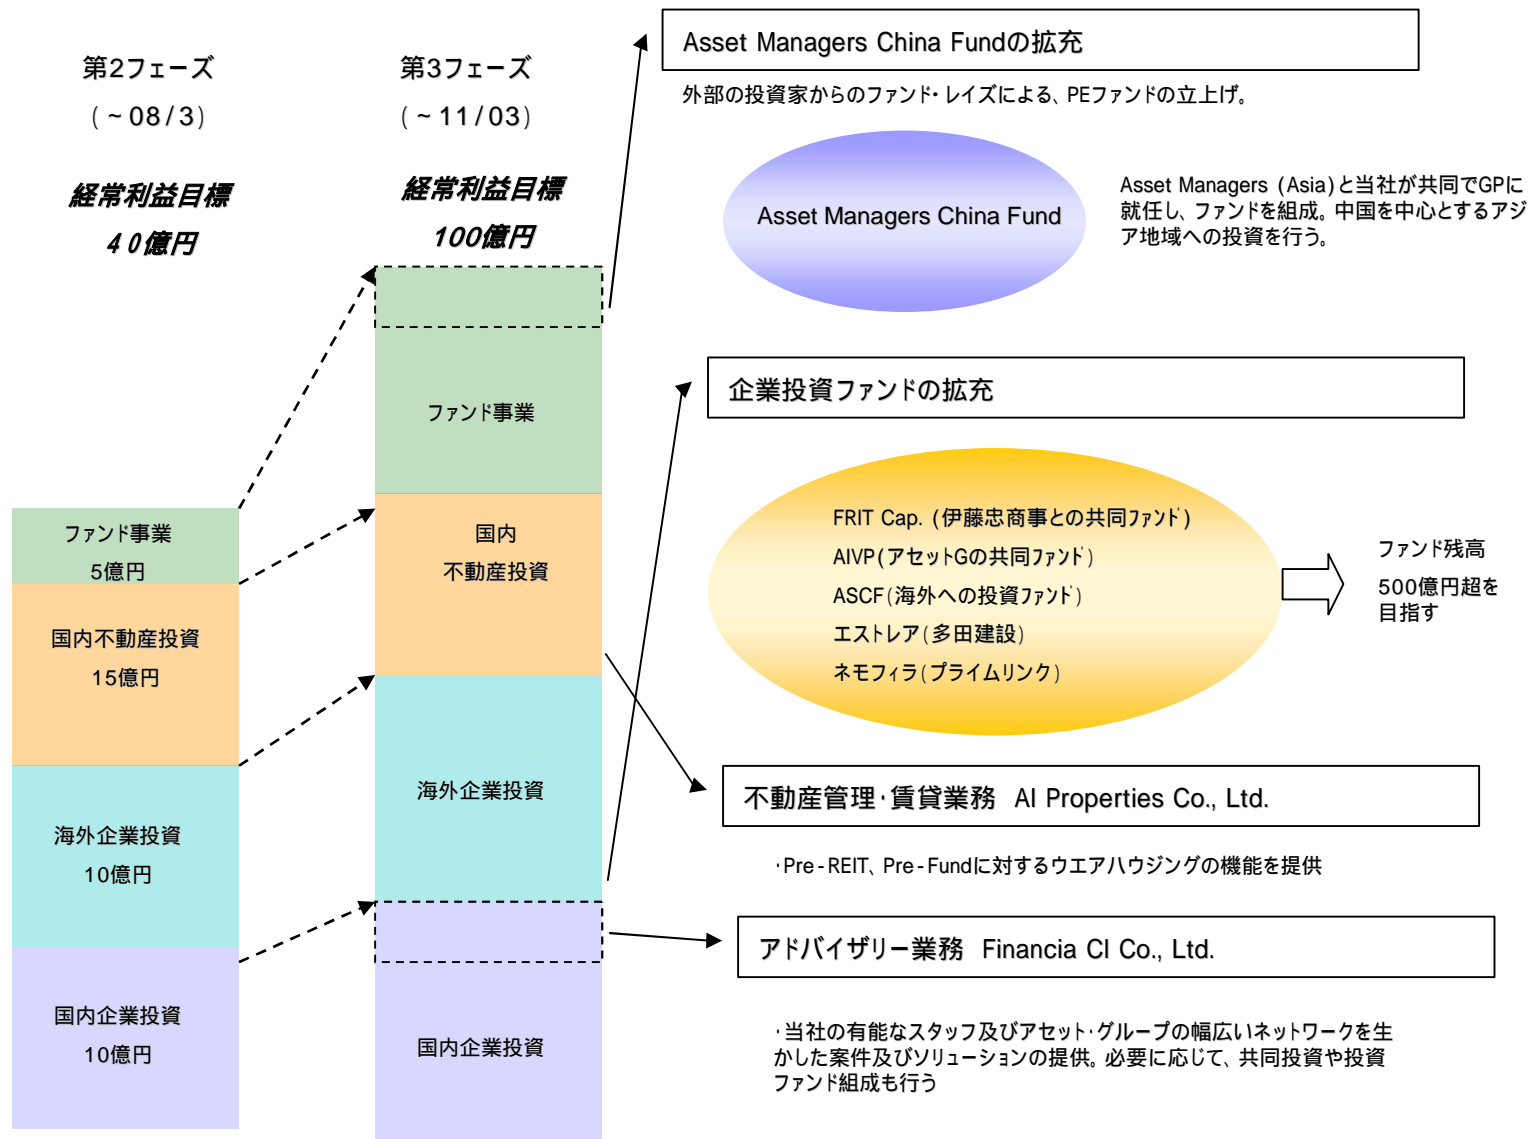 第2フェーズ
(~08/3)
経常利益目標
40億円
第3フェーズ
(~11/03)
経常利益目標
100億円
ファンド事業
5億円
国内不動産投資
15億円
海外企業投資
10億円
国内企業投資
10億円
ファンド事業
国内
不動産投資
海外企業投資
国内企業投資
Asset Managers China Fundの拡充
外部の投資家からのファンド・レイズによる、PEファンドの立上げ。
Asset Managers China Fund
Asset Managers (Asia)と当社が共同でGPに
就任し、ファンドを組成。中国を中心とするアジ
ア地域への投資を行う。
企業投資ファンドの拡充
FRIT Cap. (伊藤忠商事との共同ファンド)
AIVP(アセットGの共同ファンド)
ASCF(海外への投資ファンド)
エストレア(多田建設)
ネモフィラ(プライムリンク)
ファンド残高
500億円超を
目指す
不動産管理・賃貸業務 AI Properties Co., Ltd.
・Pre-REIT、Pre-Fundに対するウエアハウジングの機能を提供
アドバイザリー業務 Financia CI Co., Ltd.
・当社の有能なスタッフ及びアセット・グループの幅広いネットワークを生
かした案件及びソリューションの提供。必要に応じて、共同投資や投資
ファンド組成も行う